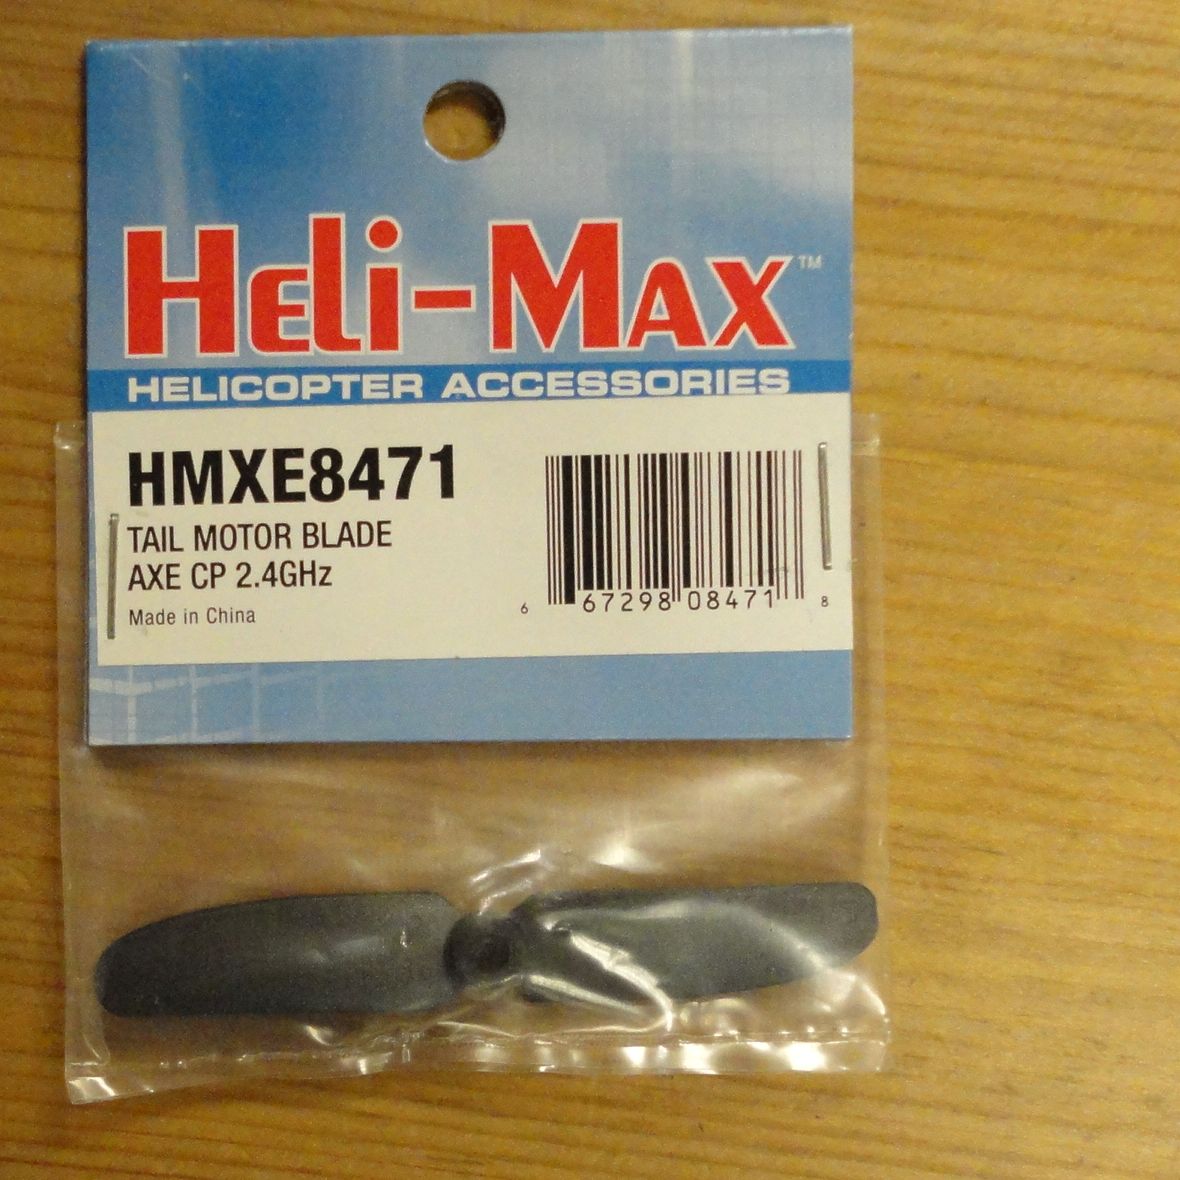 Heli-Max™
HELICOPTER ACCESSORIES
HMXE8471
TAIL MOTOR BLADE
AXE CP 2.4GHz
Made in China
6 67298 08471 8